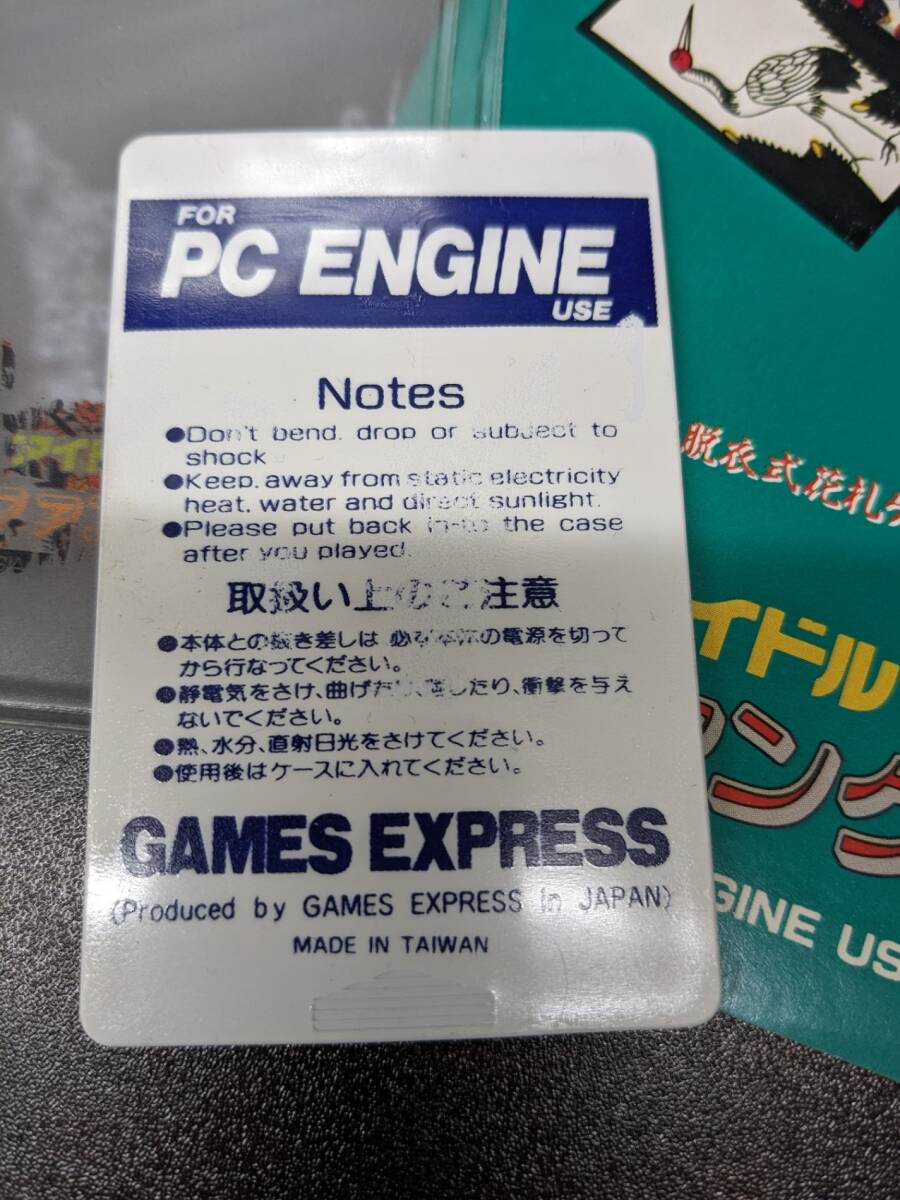 FOR
PC ENGINE
USE
Notes
●Don't bend. drop or subject to
shock
●Keep. away from static electricity
heat. water and direct sunlight.
●Please put back in-to the case
after you played.
取扱い上のご注意
●本体との抜き差しは 必ず本体の電源を切って
から行なってください。
●静電気をさけ、曲げたり、落したり、衝撃を与え
ないでください。
●熱、水分、直射日光をさけてください。
●使用後はケースに入れてください。
GAMES EXPRESS
(Produced by GAMES EXPRESS in JAPAN)
MADE IN TAIWAN
脱衣式花札
イドル
ンク
GINE US
アイド